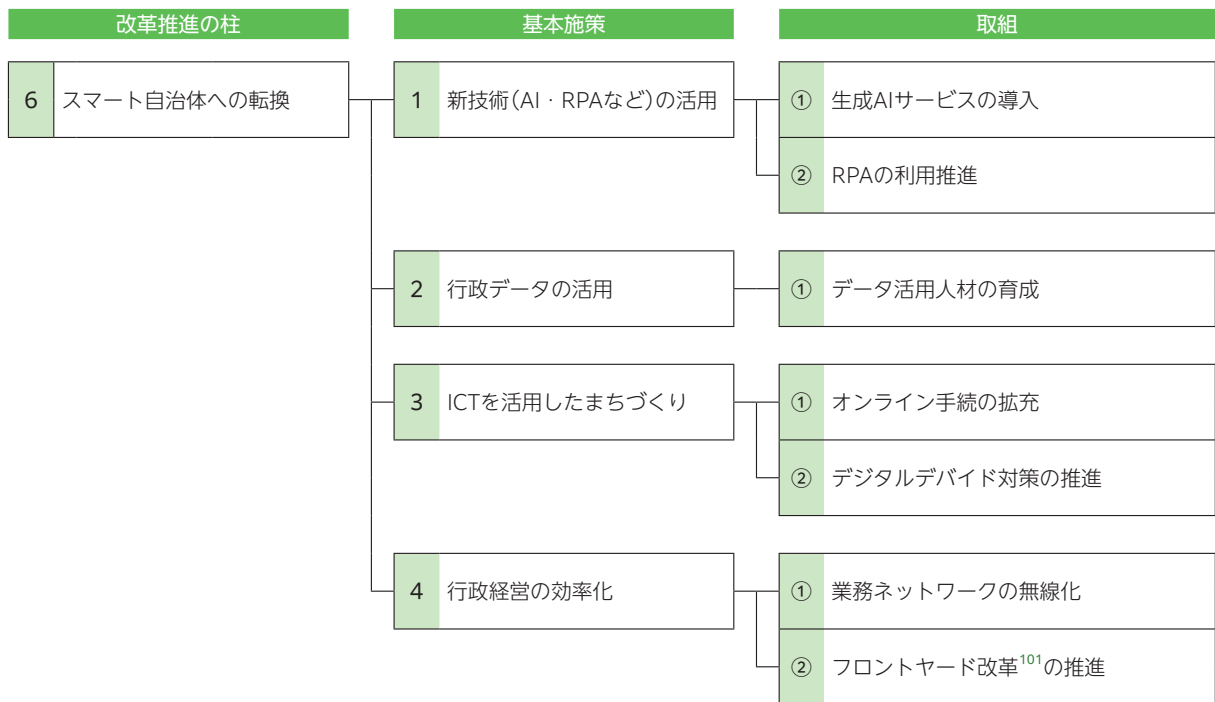 改革推進の柱
基本施策
取組
6 スマート自治体への転換
1 新技術(AI・RPAなど)の活用
① 生成AIサービスの導入
② RPAの利用推進
2 行政データの活用
① データ活用人材の育成
3 ICTを活用したまちづくり
① オンライン手続の拡充
② デジタルデバイド対策の推進
4 行政経営の効率化
① 業務ネットワークの無線化
② フロントヤード改革101の推進